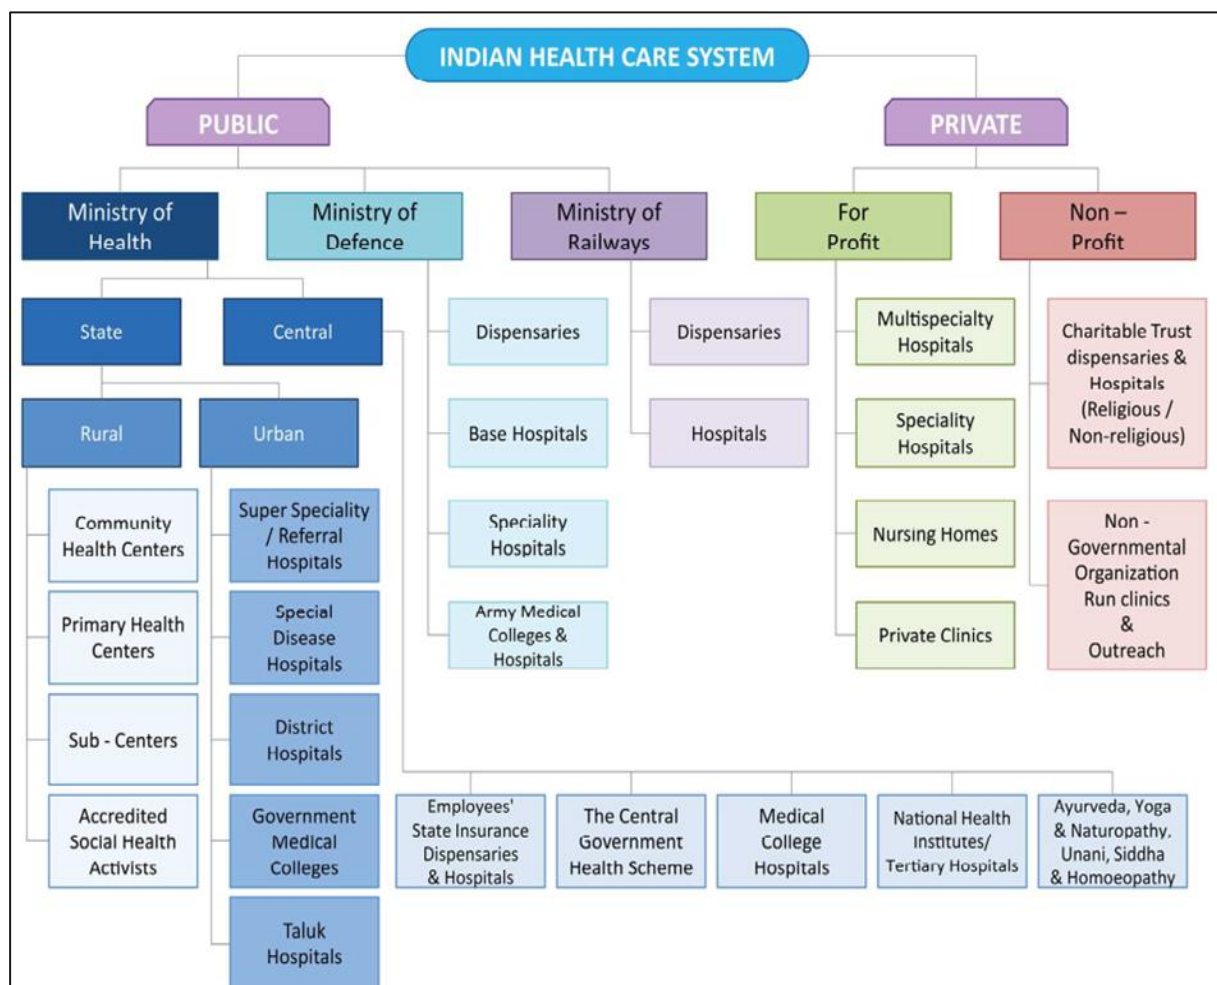 INDIAN HEALTH CARE SYSTEM
PUBLIC
PRIVATE
Ministry of
Health
Ministry of
Defence
Ministry of
Railways
For
Profit
Non –
Profit
State
Central
Rural
Urban
Community
Health Centers
Primary Health
Centers
Sub - Centers
Accredited
Social Health
Activists
Super Speciality
/ Referral
Hospitals
Special
Disease
Hospitals
District
Hospitals
Government
Medical
Colleges
Taluk
Hospitals
Dispensaries
Base Hospitals
Speciality
Hospitals
Army Medical
Colleges &
Hospitals
Dispensaries
Hospitals
Multispecialty
Hospitals
Speciality
Hospitals
Nursing Homes
Private Clinics
Charitable Trust
dispensaries &
Hospitals
(Religious /
Non-religious)
Non -
Governmental
Organization
Run clinics
&
Outreach
Employees'
State Insurance
Dispensaries
& Hospitals
The Central
Government
Health Scheme
Medical
College
Hospitals
National Health
Institutes/
Tertiary Hospitals
Ayurveda, Yoga
& Naturopathy,
Unani, Siddha
& Homoeopathy